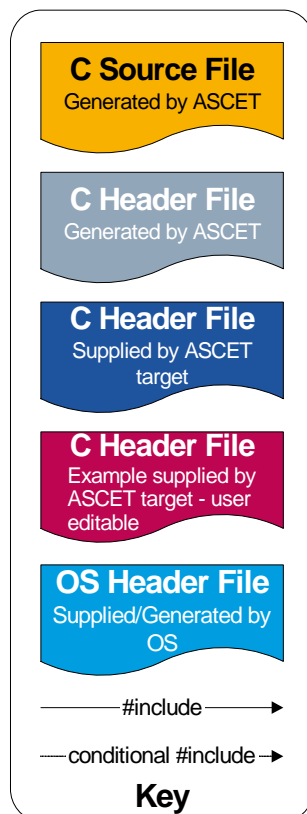 C Source File
Generated by ASCET
C Header File
Generated by ASCET
C Header File
Supplied by ASCET
target
C Header File
Example supplied by
ASCET target - user
editable
OS Header File
Supplied/Generated by
OS
#include
conditional #include
Key